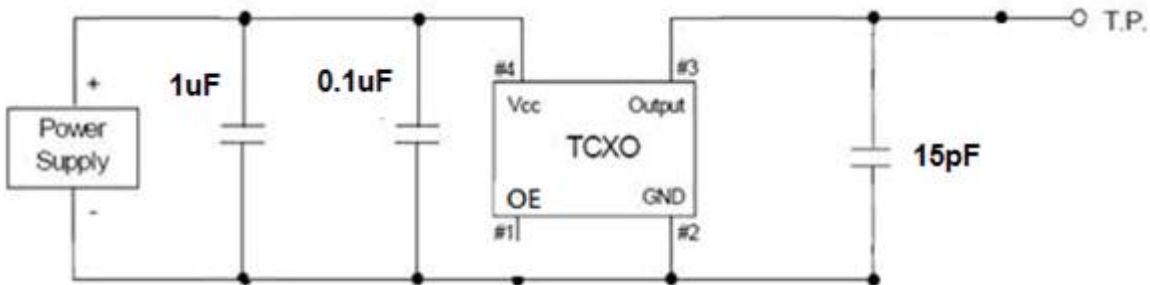 T.P.
#4
#3
+
1uF
0.1uF
Vcc
Output
Power
Supply
TCXO
15pF
-
OE
GND
#1
#2